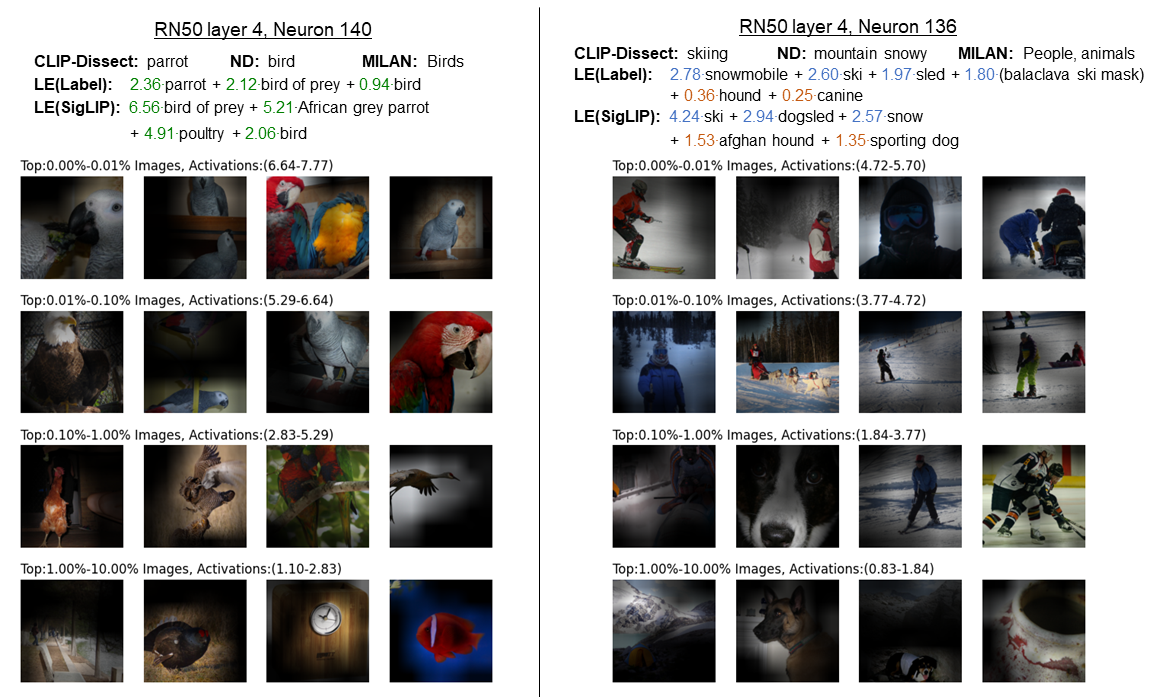 RN50 layer 4, Neuron 140
CLIP-Dissect: parrot ND: bird MILAN: Birds
LE(Label): 2.36·parrot + 2.12·bird of prey + 0.94·bird
LE(SigLIP): 6.56·bird of prey + 5.21·African grey parrot
+ 4.91·poultry + 2.06·bird
Top:0.00%-0.01% Images, Activations:(6.64-7.77)
Top:0.01%-0.10% Images, Activations:(5.29-6.64)
Top:0.10%-1.00% Images, Activations:(2.83-5.29)
Top:1.00%-10.00% Images, Activations:(1.10-2.83)
RN50 layer 4, Neuron 136
CLIP-Dissect: skiing ND: mountain snowy MILAN: People, animals
LE(Label): 2.78·snowmobile + 2.60·ski + 1.97·sled + 1.80·(balaclava ski mask)
+ 0.36·hound + 0.25·canine
LE(SigLIP): 4.24·ski + 2.94·dogsled + 2.57·snow
+ 1.53·afghan hound + 1.35·sporting dog
Top:0.00%-0.01% Images, Activations:(4.72-5.70)
Top:0.01%-0.10% Images, Activations:(3.77-4.72)
Top:0.10%-1.00% Images, Activations:(1.84-3.77)
Top:1.00%-10.00% Images, Activations:(0.83-1.84)